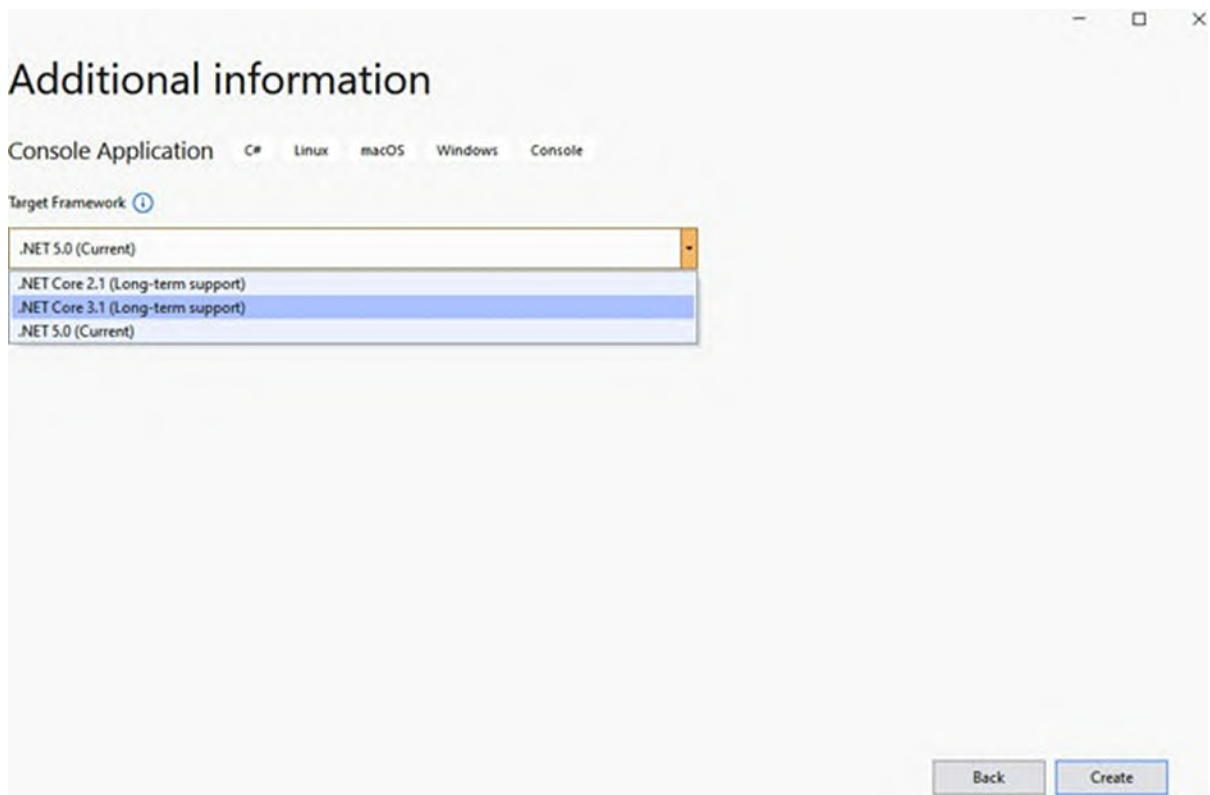 Additional information
Console Application C# Linux macOS Windows Console
Target Framework
.NET 5.0 (Current)
.NET Core 2.1 (Long-term support)
.NET Core 3.1 (Long-term support)
.NET 5.0 (Current)
Back Create